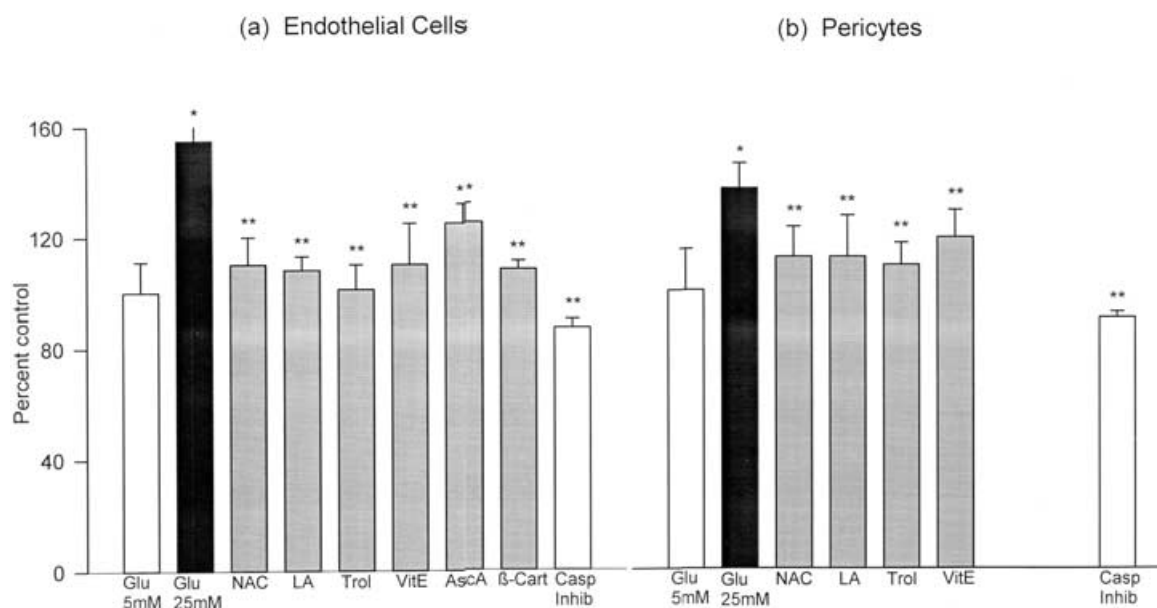 (a) Endothelial Cells
(b) Pericytes
Percent control
160
120
80
40
0
*
**
**
**
**
**
**
**
*
**
**
**
**
**
Glu
5mM
Glu
25mM
NAC
LA
Trol
VitE
AscA
ß-Cart
Casp
Inhib
Glu
5mM
Glu
25mM
NAC
LA
Trol
VitE
Casp
Inhib